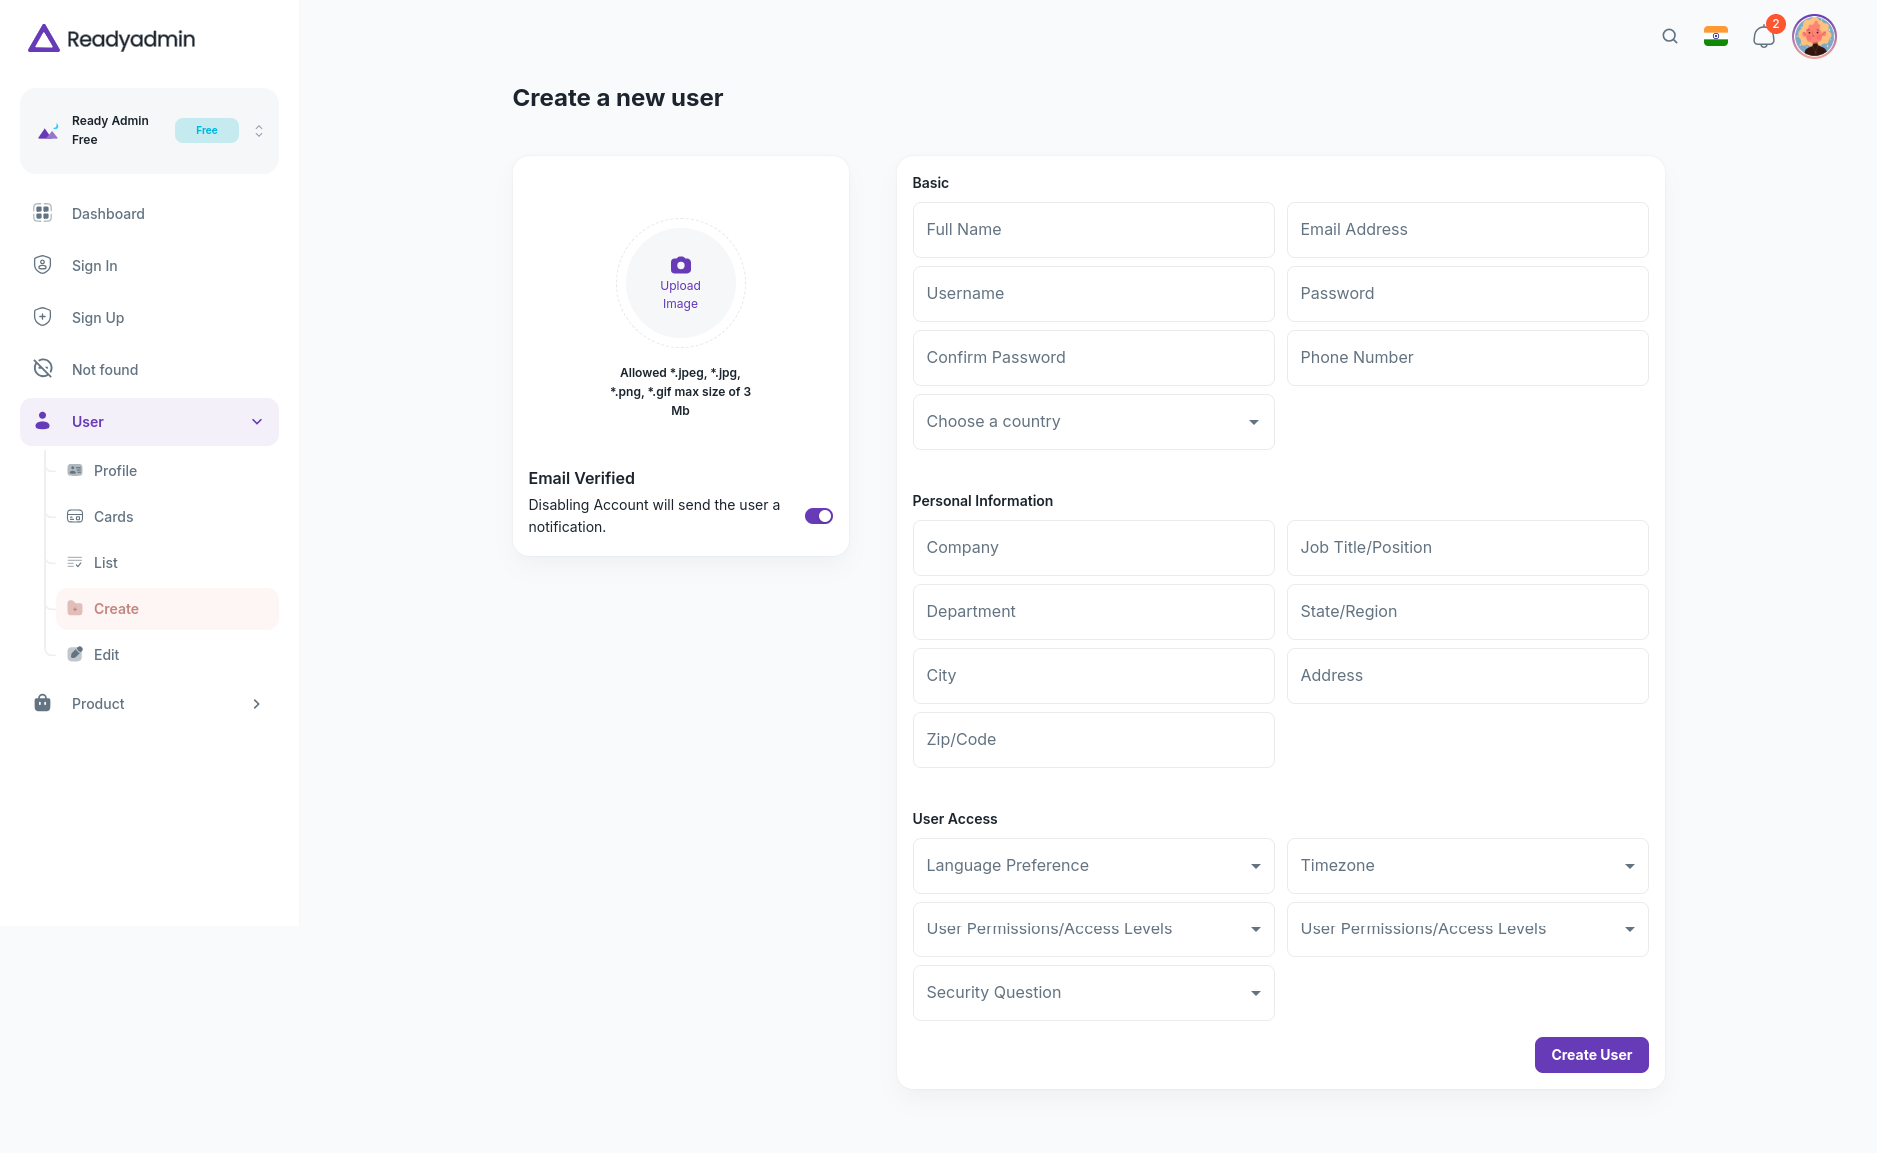 Readyadmin
2
Ready Admin
Free
Free
Dashboard
Sign In
Sign Up
Not found
User
Profile
Cards
List
Create
Edit
Product
Create a new user
Upload
Image
Allowed *.jpeg, *.jpg,
*.png, *.gif max size of 3
Mb
Email Verified
Disabling Account will send the user a
notification.
Basic
Full Name
Email Address
Username
Password
Confirm Password
Phone Number
Choose a country
Personal Information
Company
Job Title/Position
Department
State/Region
City
Address
Zip/Code
User Access
Language Preference
Timezone
User Permissions/Access Levels
User Permissions/Access Levels
Security Question
Create User